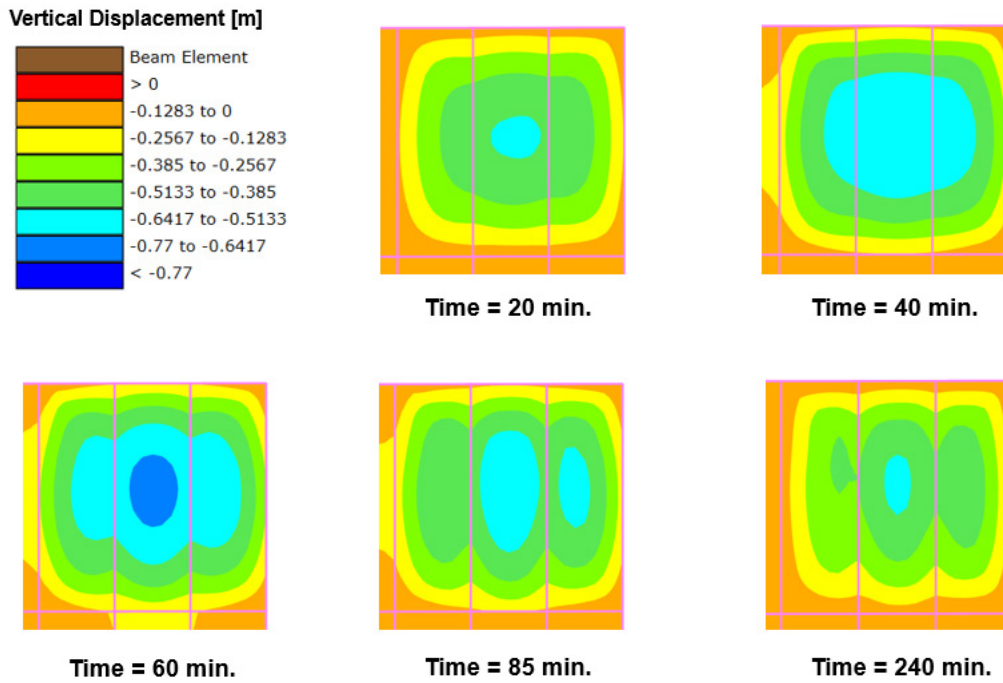 Vertical Displacement [m]
Beam Element
> 0
-0.1283 to 0
-0.2567 to -0.1283
-0.385 to -0.2567
-0.5133 to -0.385
-0.6417 to -0.5133
-0.77 to -0.6417
< -0.77
Time = 20 min.
Time = 40 min.
Time = 60 min.
Time = 85 min.
Time = 240 min.